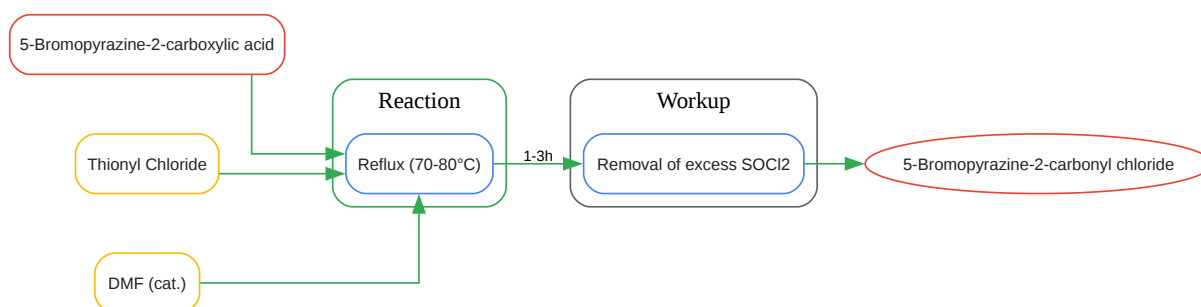 5-Bromopyrazine-2-carboxylic acid
Reaction
Workup
Thionyl Chloride
Reflux (70-80°C)
1-3h
Removal of excess SOCl2
5-Bromopyrazine-2-carbonyl chloride
DMF (cat.)